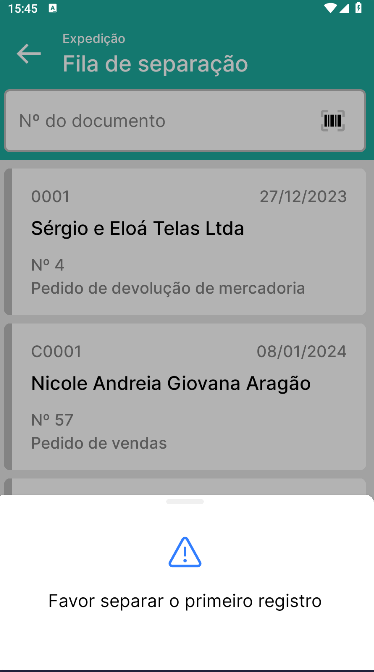 15:45 A
Expedição
Fila de separação
Nº do documento
0001 27/12/2023
Sérgio e Eloá Telas Ltda
Nº 4
Pedido de devolução de mercadoria
C0001 08/01/2024
Nicole Andreia Giovana Aragão
Nº 57
Pedido de vendas
Favor separar o primeiro registro